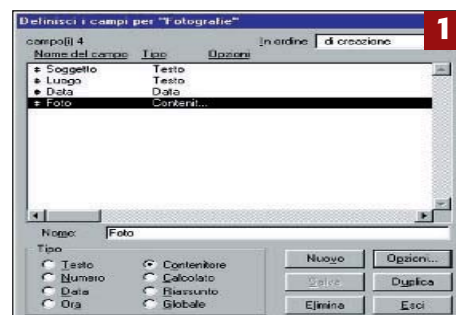 Definisci i campi per "Fotografie"
1
campo(i) 4 In ordine di creazione
Nome del campo Tipo Opzioni
Soggetto Testo
Luogo Testo
Data Data
Foto Contenit...
Nome: Foto
Tipo
Testo Contenitore Nuovo Opzioni...
Numero Calcolato Salva Duplica
Data Riassunto
Ora Globale Elimina Esci